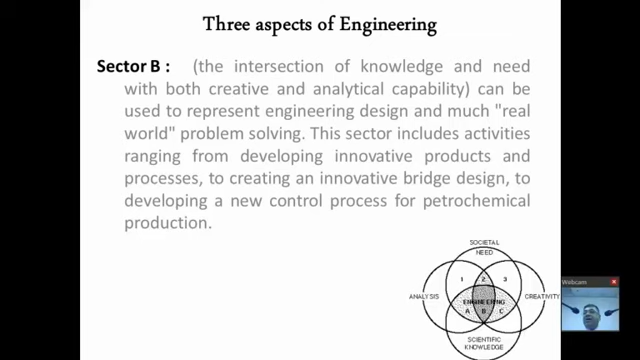 Three aspects of Engineering
Sector B : (the intersection of knowledge and need
with both creative and analytical capability) can be
used to represent engineering design and much "real
world" problem solving. This sector includes activities
ranging from developing innovative products and
processes, to creating an innovative bridge design, to
developing a new control process for petrochemical
production.
SOCIETAL
NEED
1 2 3
ANALYSIS
CREATIVITY
ENGINEERING
A B C
SCIENTIFIC
KNOWLEDGE
Webcam